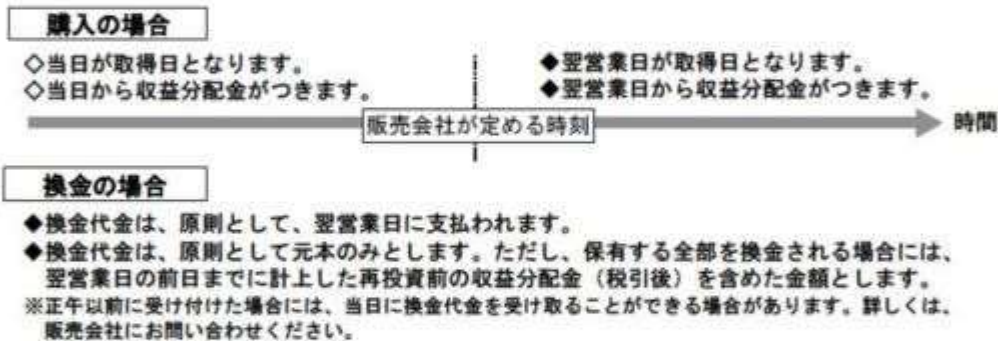 購入の場合
◇当日が取得日となります。
◇当日から収益分配金がつきます。
◆翌営業日が取得日となります。
◆翌営業日から収益分配金がつきます。
販売会社が定める時刻
時間
換金の場合
◆換金代金は、原則として、翌営業日に支払われます。
◆換金代金は、原則として元本のみとします。ただし、保有する全部を換金される場合には、
翌営業日の前日までに計上した再投資前の収益分配金（税引後）を含めた金額とします。
※正午以前に受け付けた場合には、当日に換金代金を受け取ることができる場合があります。詳しくは、
販売会社にお問い合わせください。